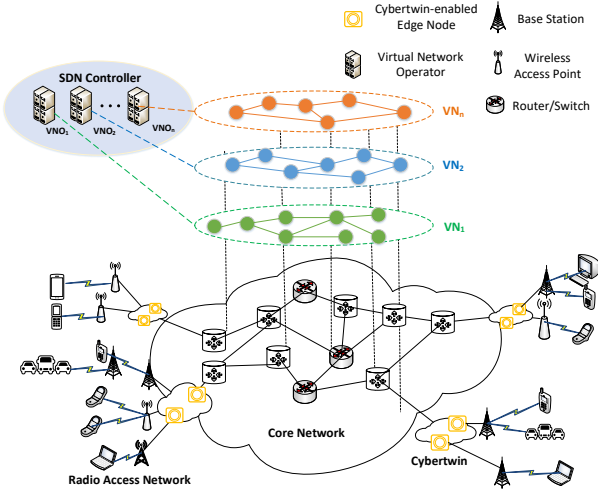 Cybertwin-enabled
Edge Node
Base Station
Virtual Network
Operator
Wireless
Access Point
Router/Switch
SDN Controller
VNO1
VNO2
VNOn
VNn
VN2
VN1
Core Network
Radio Access Network
Cybertwin